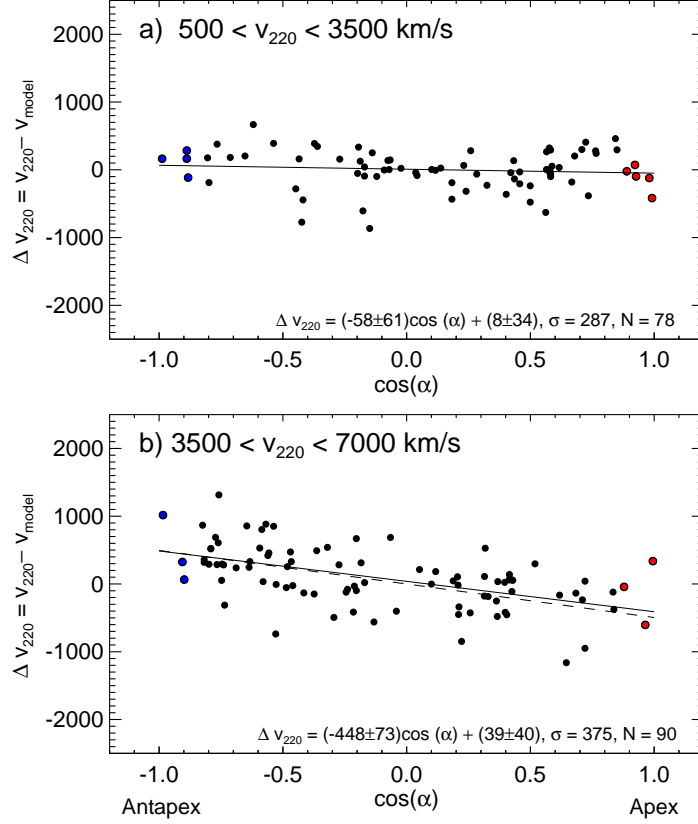 a) 500 < v220 < 3500 km/s
2000
1000
0
-1000
-2000
Δ v220 = v220− vmodel
Δ v220 = (-58±61)cos (α) + (8±34), σ = 287, N = 78
-1.0 -0.5 0.0 0.5 1.0
cos(α)
b) 3500 < v220 < 7000 km/s
2000
1000
0
-1000
-2000
Δ v220 = v220− vmodel
Δ v220 = (-448±73)cos (α) + (39±40), σ = 375, N = 90
-1.0 -0.5 0.0 0.5 1.0
Antapex cos(α) Apex